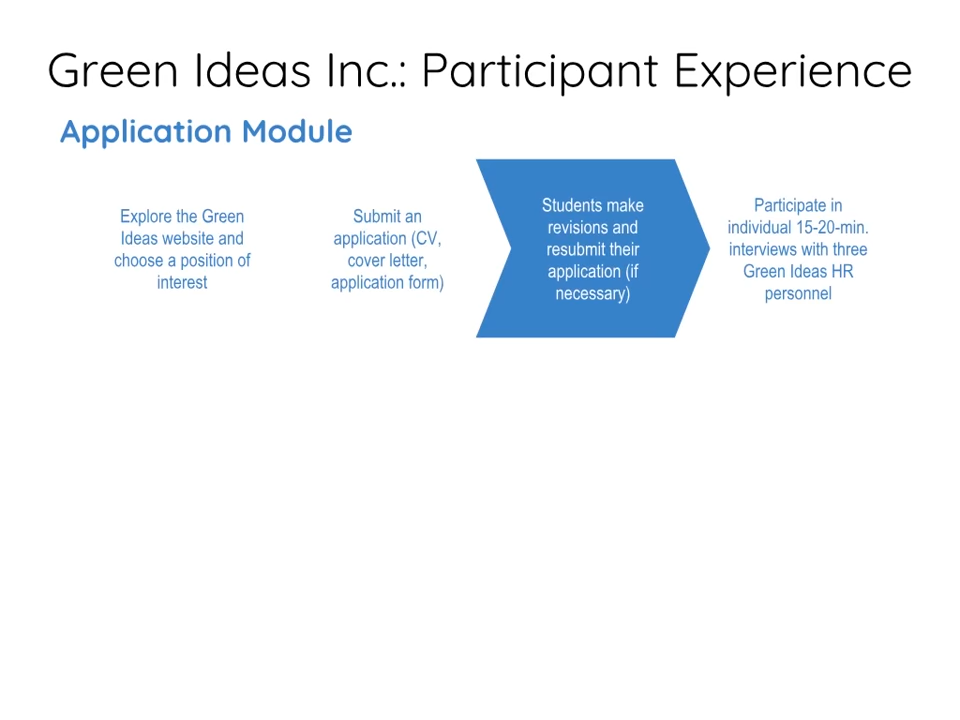 Green Ideas Inc.: Participant Experience
Application Module
Explore the Green
Ideas website and
choose a position of
interest
Submit an
application (CV,
cover letter,
application form)
Students make
revisions and
resubmit their
application (if
necessary)
Participate in
individual 15-20-min.
interviews with three
Green Ideas HR
personnel